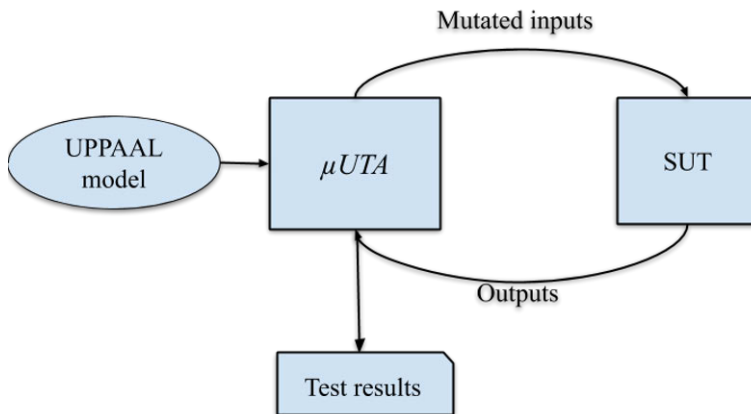 Mutated inputs
UPPAAL
model
μUTA
SUT
Outputs
Test results